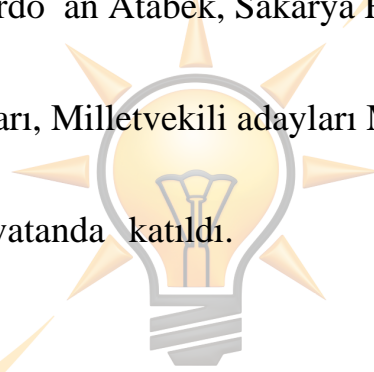 rdo an Atabek, Sakarya
arı, Milletvekili adayları
vatanda katıldı.